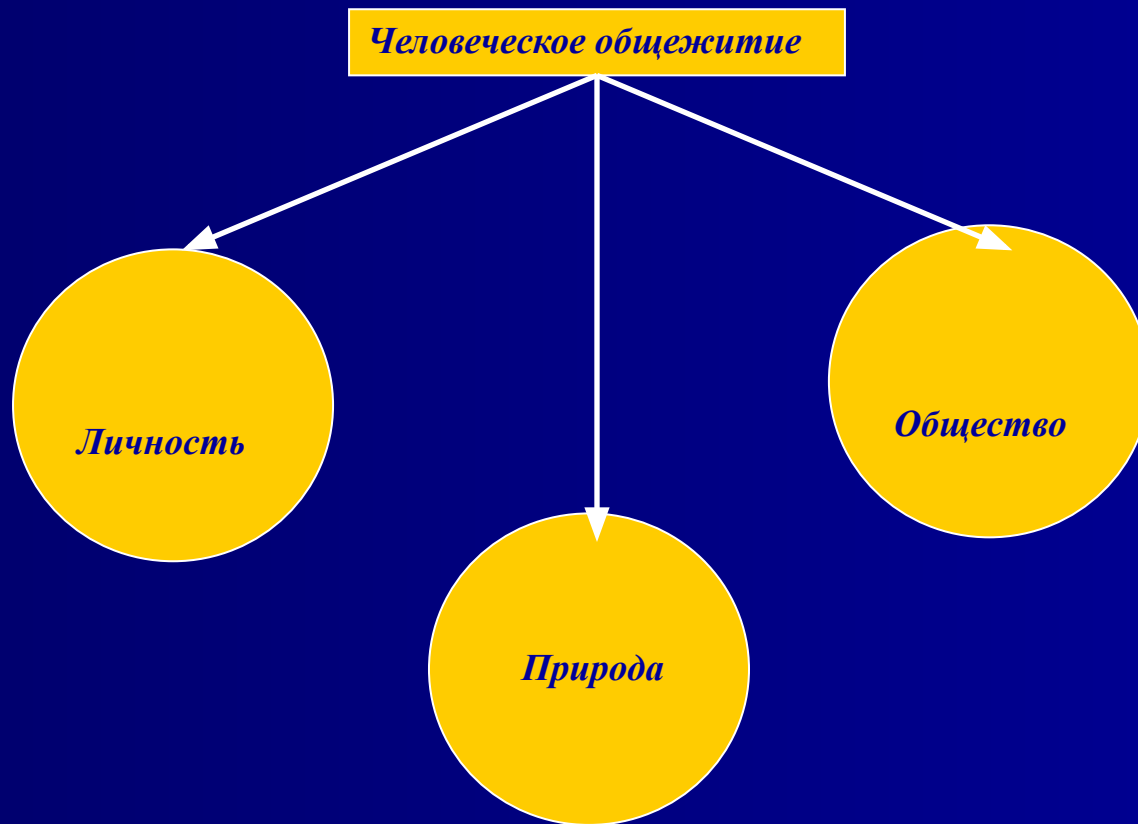 Человеческое общежитие
Личность
Общество
Природа